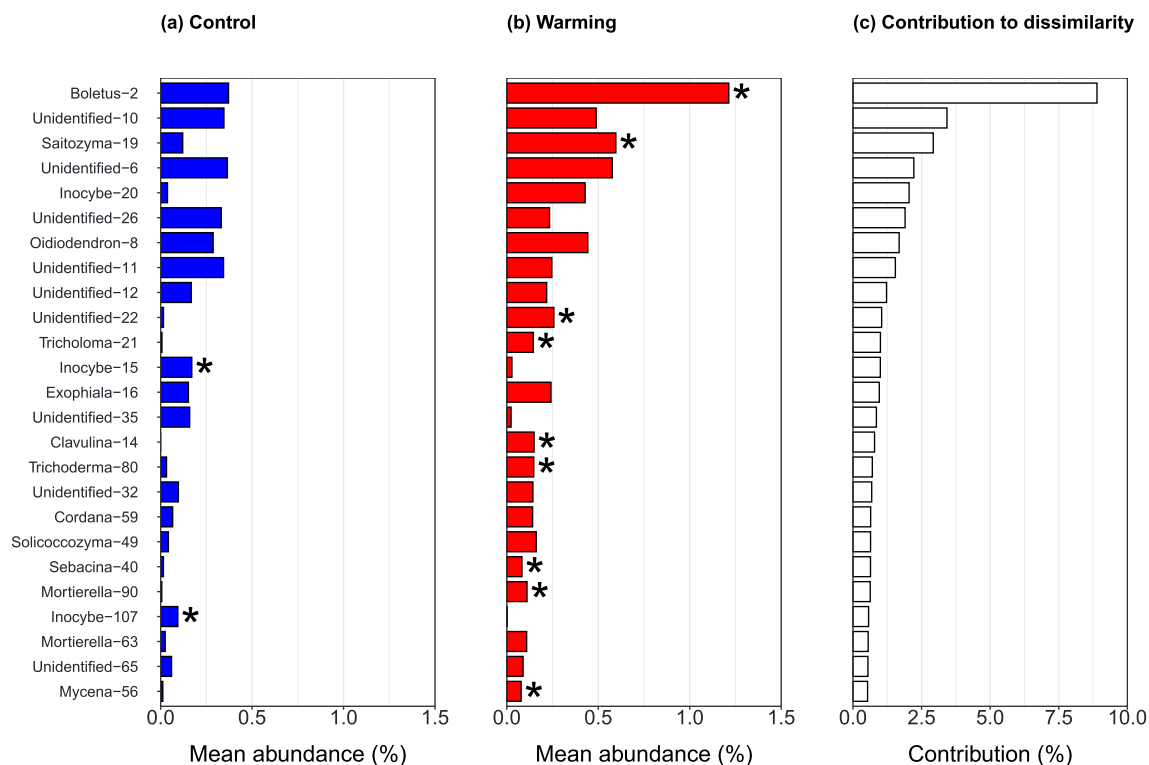 (a) Control
(b) Warming
(c) Contribution to dissimilarity
Boletus−2
*
Unidentified−10
Saitozyma−19
*
Unidentified−6
Inocybe−20
Unidentified−26
Oidiodendron−8
Unidentified−11
Unidentified−12
Unidentified−22
*
Tricholoma−21
*
Inocybe−15
*
Exophiala−16
Unidentified−35
Clavulina−14
*
Trichoderma−80
*
Unidentified−32
Cordana−59
Solicoccozyma−49
Sebacina−40
*
Mortierella−90
*
Inocybe−107
*
Mortierella−63
Unidentified−65
Mycena−56
*
0.0 0.5 1.0 1.5
0.0 0.5 1.0 1.5
0.0 2.5 5.0 7.5 10.0
Mean abundance (%)
Mean abundance (%)
Contribution (%)